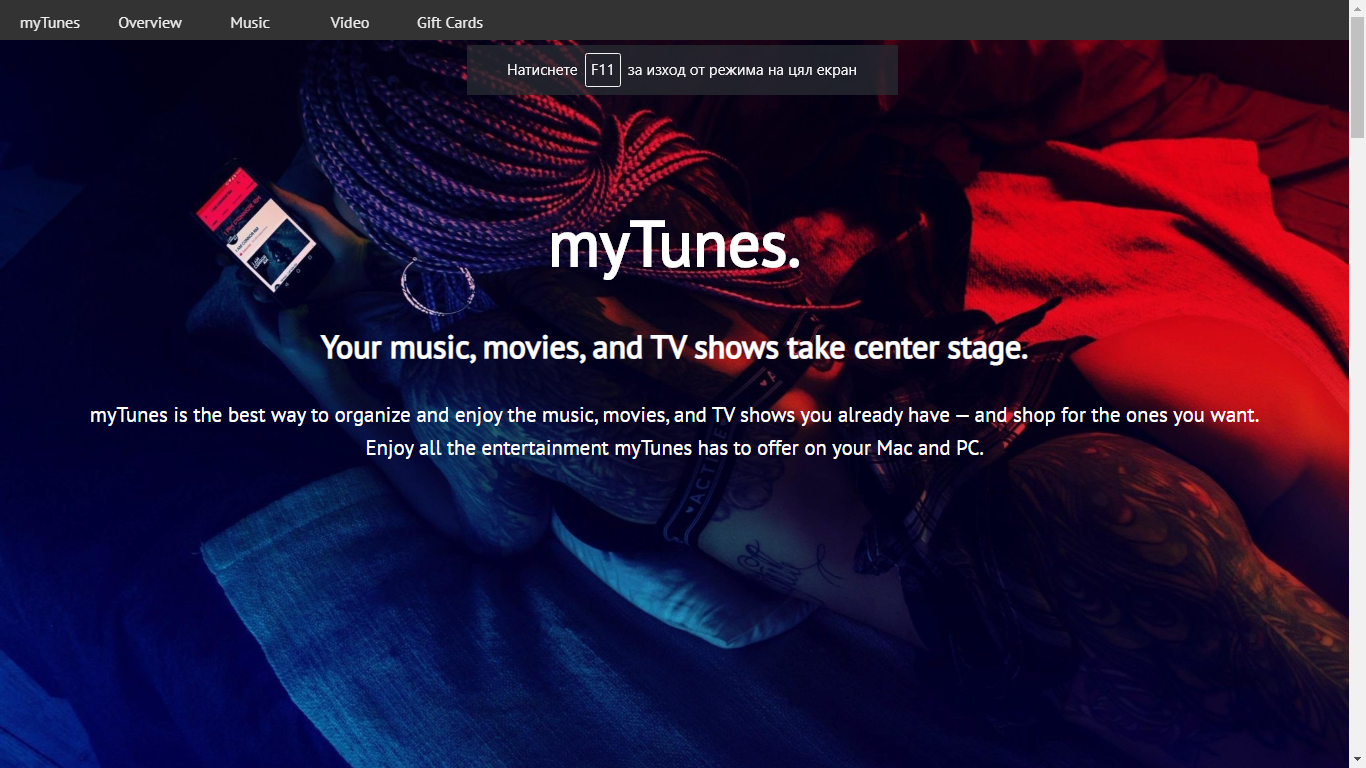 myTunes Overview Music Video Gift Cards
Натиснете F11 за изход от режима на цял екран
myTunes.
Your music, movies, and TV shows take center stage.
myTunes is the best way to organize and enjoy the music, movies, and TV shows you already have — and shop for the ones you want.
Enjoy all the entertainment myTunes has to offer on your Mac and PC.
ACTIVE